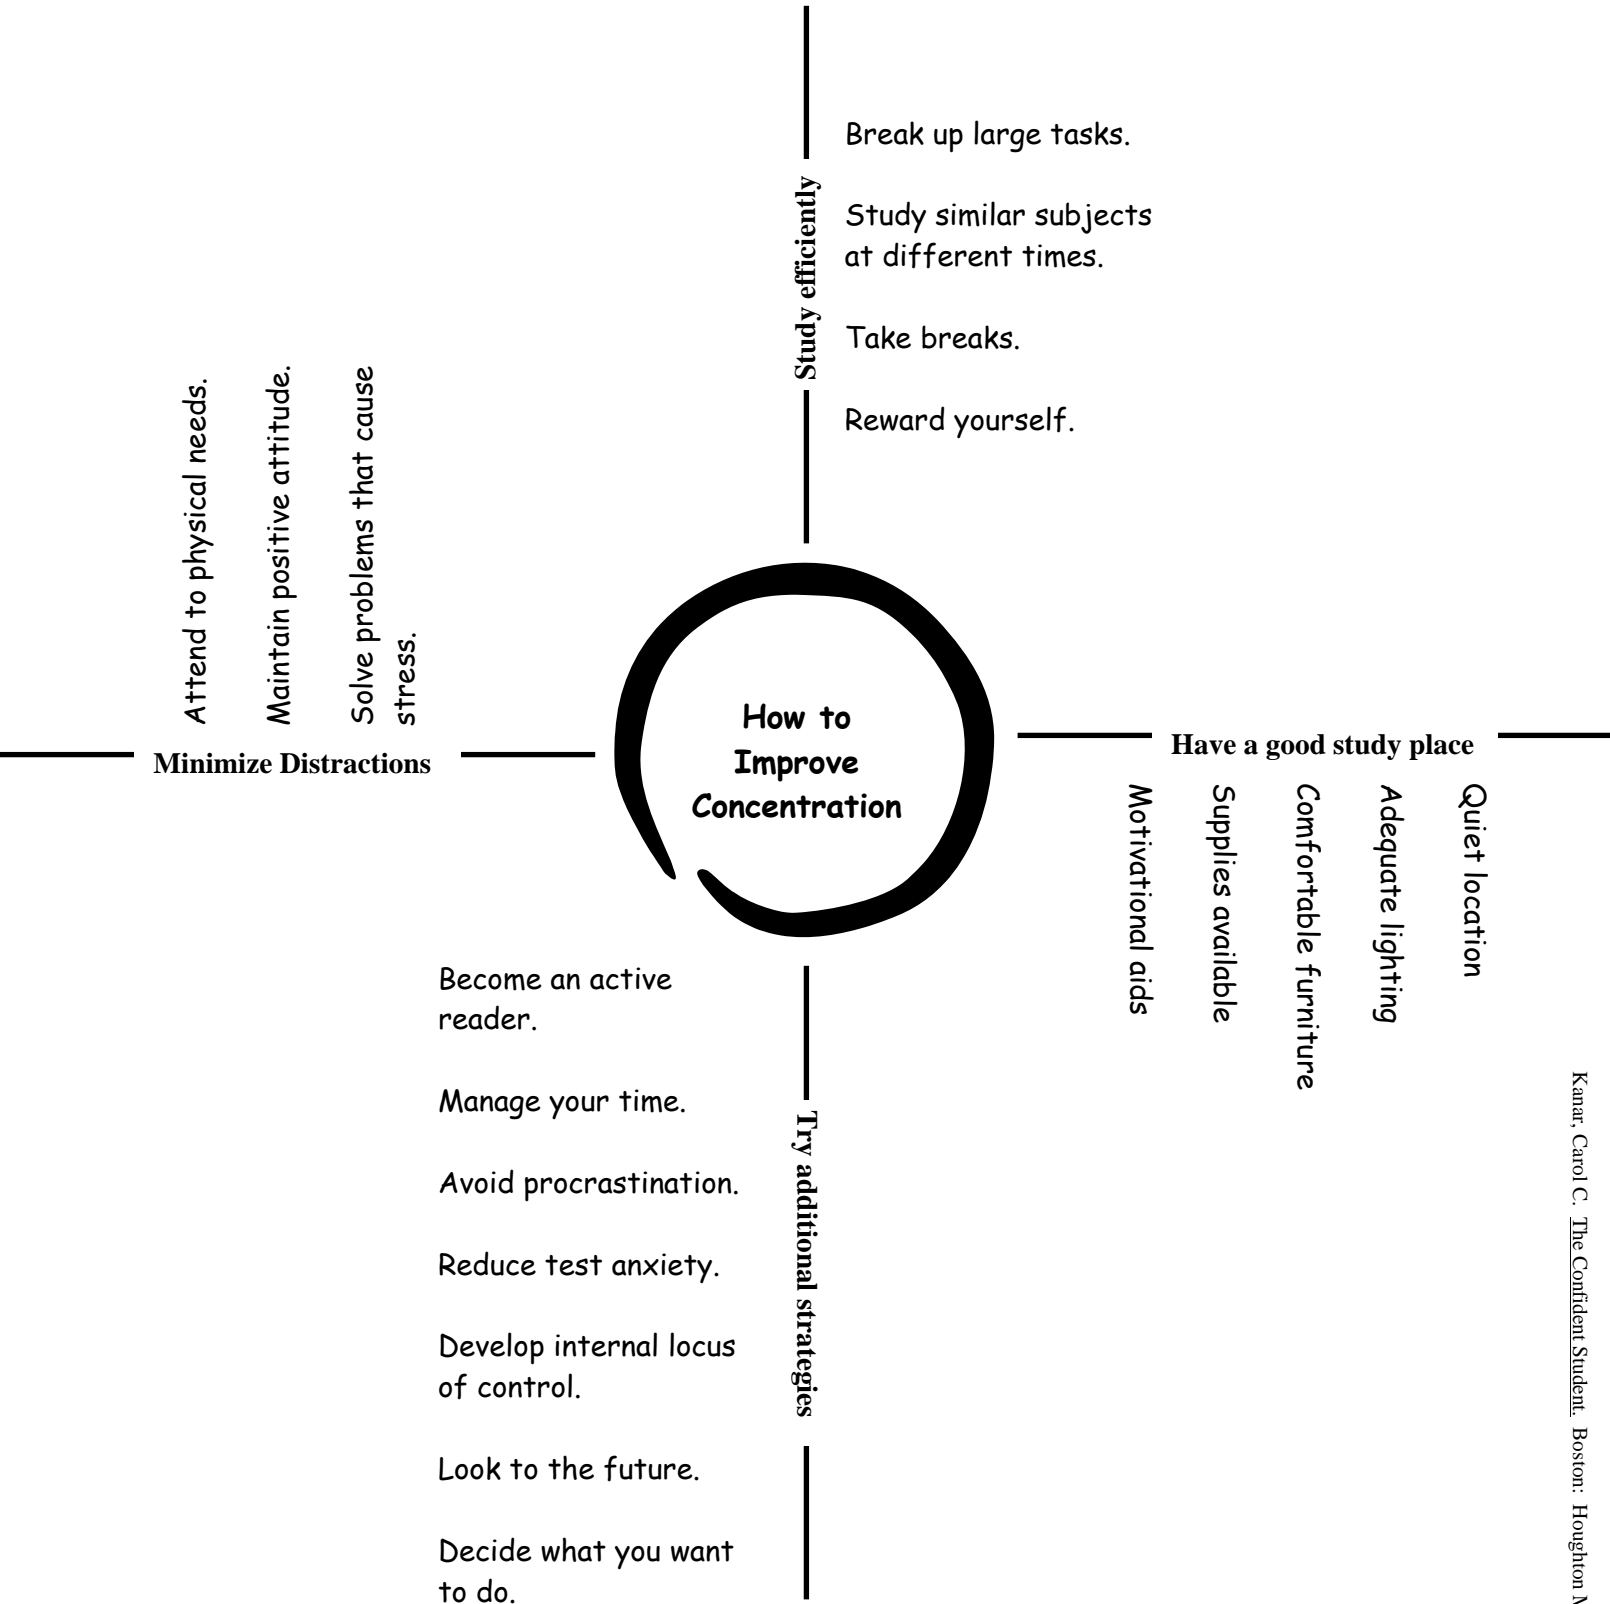 Break up large tasks.
Study similar subjects
at different times.
Take breaks.
Reward yourself.
Study efficiently
Attend to physical needs.
Maintain positive attitude.
Solve problems that cause
stress.
Minimize Distractions
How to
Improve
Concentration
Have a good study place
Quiet location
Adequate lighting
Comfortable furniture
Supplies available
Motivational aids
Become an active
reader.
Manage your time.
Avoid procrastination.
Reduce test anxiety.
Develop internal locus
of control.
Look to the future.
Decide what you want
to do.
Try additional strategies
Kanar, Carol C. The Confident Student. Boston: Houghton